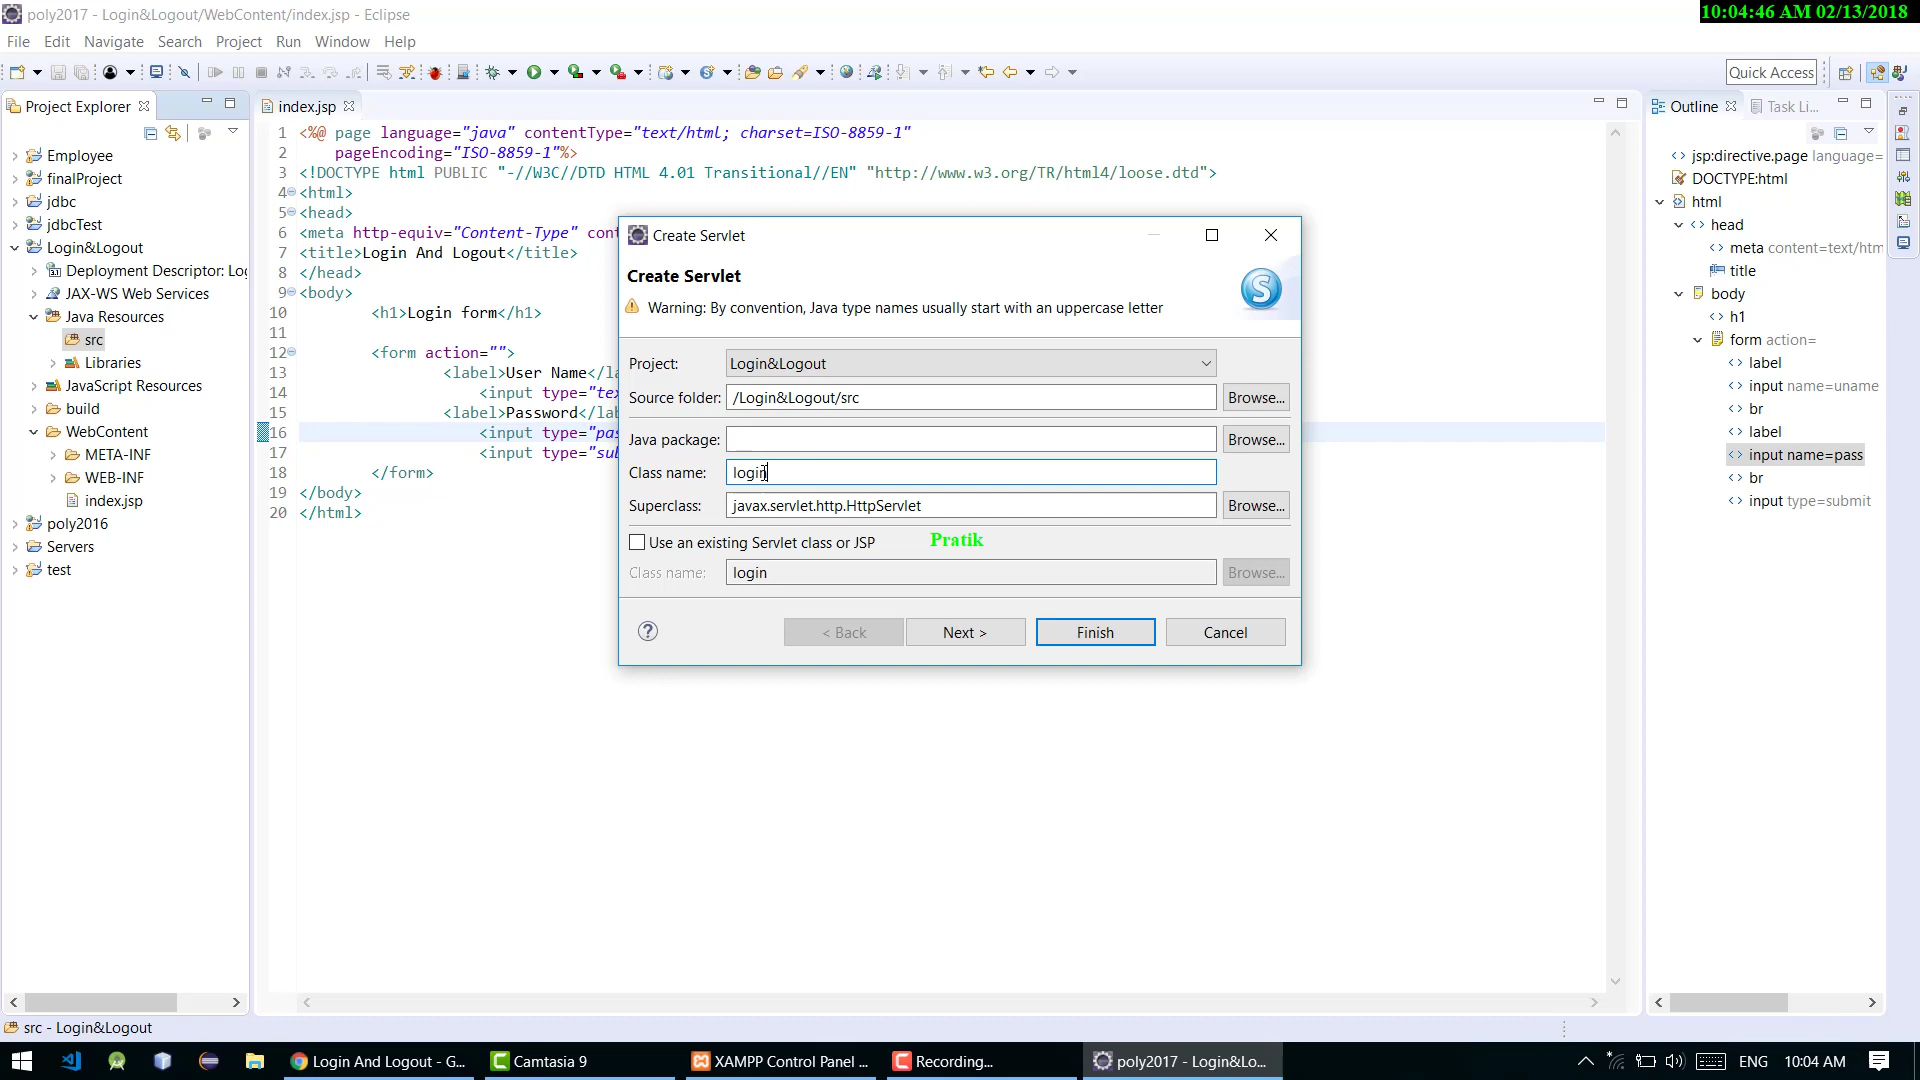 poly2017 - Login&Logout/WebContent/index.jsp - Eclipse
10:04:46 AM 02/13/2018
File Edit Navigate Search Project Run Window Help
Quick Access
Project Explorer
index.jsp
Outline
Task Li...
Employee
finalProject
jdbc
jdbcTest
Login&Logout
Deployment Descriptor: Log
JAX-WS Web Services
Java Resources
src
Libraries
JavaScript Resources
build
WebContent
META-INF
WEB-INF
index.jsp
poly2016
Servers
test
1 <%@ page language="java" contentType="text/html; charset=ISO-8859-1"
2 pageEncoding="ISO-8859-1"%>
3 <!DOCTYPE html PUBLIC "-//W3C//DTD HTML 4.01 Transitional//EN" "http://www.w3.org/TR/html4/loose.dtd">
4 <html>
5 <head>
6 <meta http-equiv="Content-Type" cont
7 <title>Login And Logout</title>
8 </head>
9 <body>
10 <h1>Login form</h1>
11
12 <form action="">
13 <label>User Name</la
14 <input type="tex
15 <label>Password</lab
16 <input type="pas
17 <input type="sub
18 </form>
19 </body>
20 </html>
Create Servlet
Create Servlet
Warning: By convention, Java type names usually start with an uppercase letter
S
Project: Login&Logout
Source folder: /Login&Logout/src Browse...
Java package: Browse...
Class name: login
Superclass: javax.servlet.http.HttpServlet Browse...
Use an existing Servlet class or JSP
Pratik
Class name: login Browse...
? < Back Next > Finish Cancel
jsp:directive.page language=
DOCTYPE:html
html
head
meta content=text/htm
title
body
h1
form action=
label
input name=uname
br
label
input name=pass
br
input type=submit
src - Login&Logout
Login And Logout - G...
Camtasia 9
XAMPP Control Panel ...
Recording...
poly2017 - Login&Lo...
ENG
10:04 AM